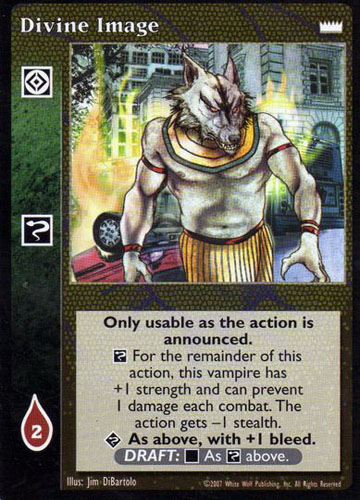 Divine Image
Only usable as the action is
announced.
For the remainder of this
action, this vampire has
+1 strength and can prevent
1 damage each combat. The
action gets −1 stealth.
As above, with +1 bleed.
DRAFT: As above.
2
Illus: Jim DiBartolo
©2007 White Wolf Publishing, Inc. All Rights Reserved.